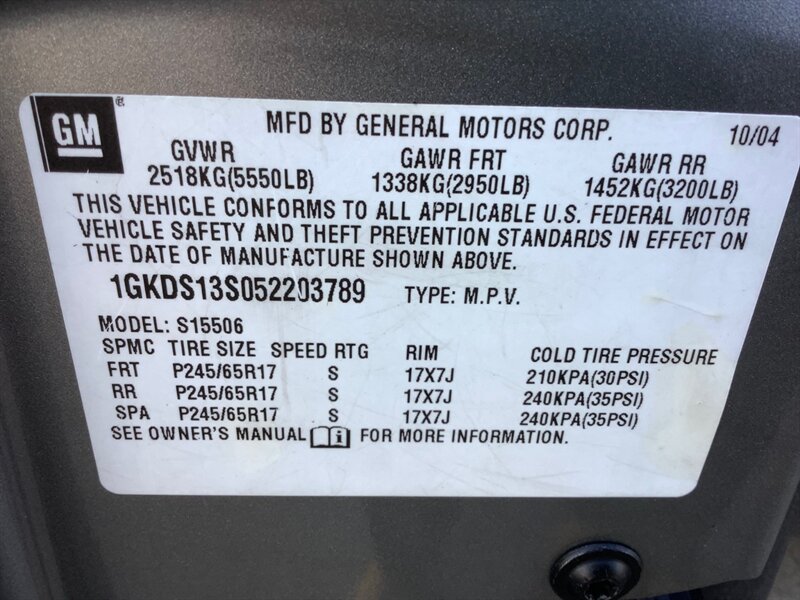 GM
MFD BY GENERAL MOTORS CORP. 10/04
GVWR GAWR FRT GAWR RR
2518KG(5550LB) 1338KG(2950LB) 1452KG(3200LB)
THIS VEHICLE CONFORMS TO ALL APPLICABLE U.S. FEDERAL MOTOR
VEHICLE SAFETY AND THEFT PREVENTION STANDARDS IN EFFECT ON
THE DATE OF MANUFACTURE SHOWN ABOVE.
1GKDS13S052203789 TYPE: M.P.V.
MODEL: S15506
SPMC TIRE SIZE SPEED RTG RIM COLD TIRE PRESSURE
FRT P245/65R17 S 17X7J 210KPA(30PSI)
RR P245/65R17 S 17X7J 240KPA(35PSI)
SPA P245/65R17 S 17X7J 240KPA(35PSI)
SEE OWNER'S MANUAL i FOR MORE INFORMATION.